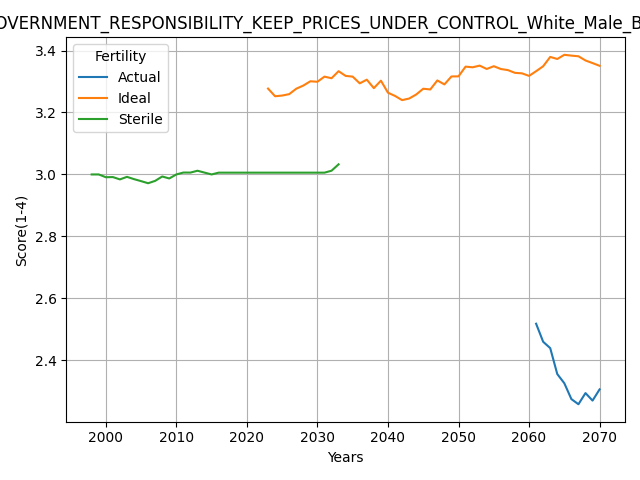 OVERNMENT_RESPONSIBILITY_KEEP_PRICES_UNDER_CONTROL_White_Male_B
Fertility
Actual
Ideal
Sterile
3.4
3.2
3.0
2.8
2.6
2.4
Score(1-4)
2000 2010 2020 2030 2040 2050 2060 2070
Years